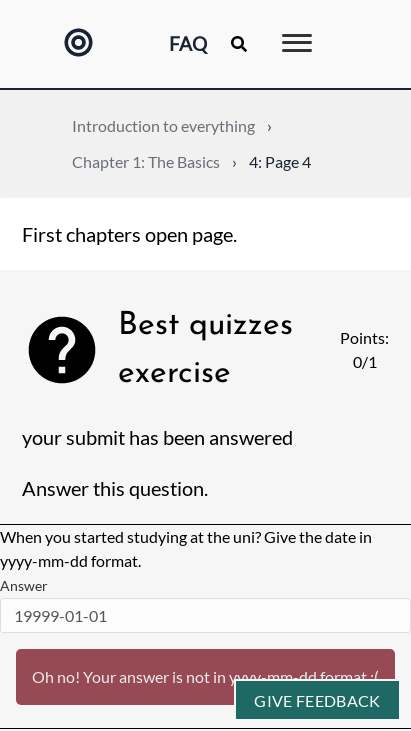 FAQ
Introduction to everything ›
Chapter 1: The Basics › 4: Page 4
First chapters open page.
Best quizzes
exercise
Points:
0/1
your submit has been answered
Answer this question.
When you started studying at the uni? Give the date in
yyyy-mm-dd format.
Answer
19999-01-01
Oh no! Your answer is not in yyyy-mm-dd format :(
GIVE FEEDBACK